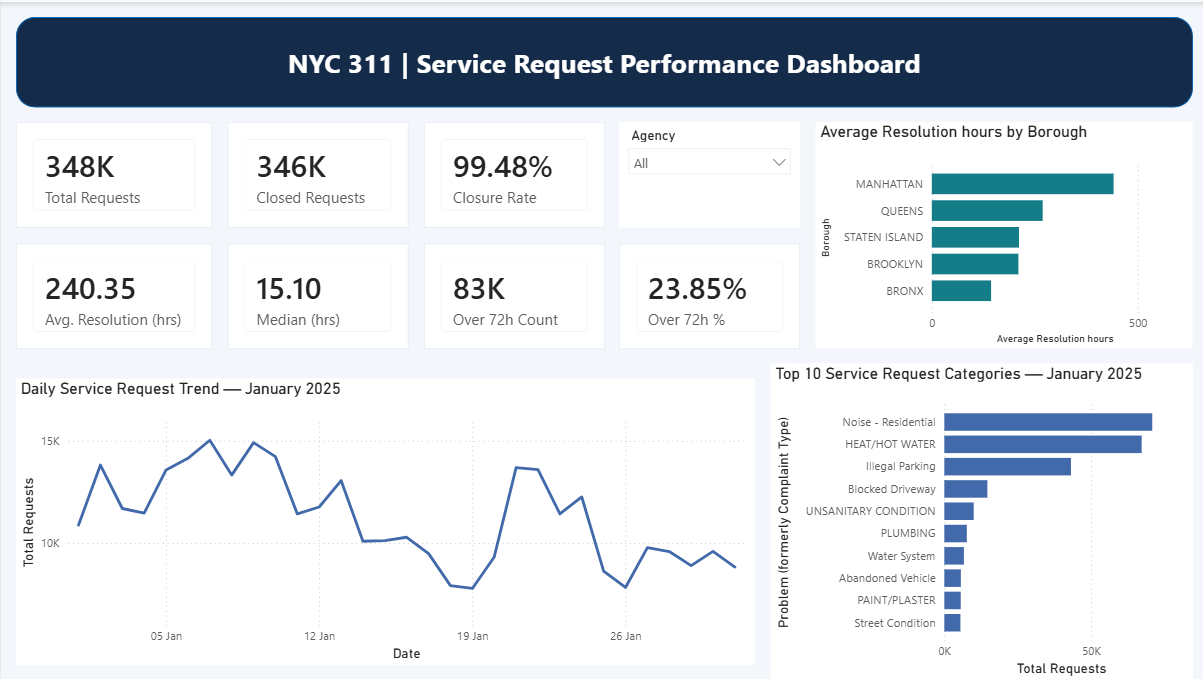 NYC 311 | Service Request Performance Dashboard
348K
Total Requests
346K
Closed Requests
99.48%
Closure Rate
Agency
All
240.35
Avg. Resolution (hrs)
15.10
Median (hrs)
83K
Over 72h Count
23.85%
Over 72h %
Average Resolution hours by Borough
Borough
MANHATTAN
QUEENS
STATEN ISLAND
BROOKLYN
BRONX
0
500
Average Resolution hours
Daily Service Request Trend — January 2025
Total Requests
15K
10K
05 Jan
12 Jan
19 Jan
26 Jan
Date
Top 10 Service Request Categories — January 2025
Problem (formerly Complaint Type)
Noise - Residential
HEAT/HOT WATER
Illegal Parking
Blocked Driveway
UNSANITARY CONDITION
PLUMBING
Water System
Abandoned Vehicle
PAINT/PLASTER
Street Condition
0K
50K
Total Requests